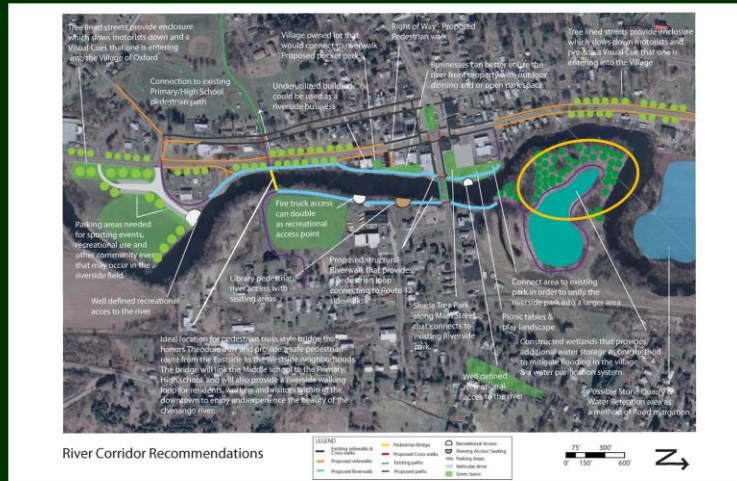 Tree lined streets provide enclosure
which slows motorists down and a
Visual Cues that one is entering
into the Village of Oxford
Village owned lot that
would connect to riverwalk
Proposed pocket park
Right of Way - Proposed
Pedestrian walk
Tree lined streets provide enclosure
which slows down motorists and
provide a Visual Cue that one is
entering into the Village
Connection to existing
Primary/High School
pedestrian path
Underutilized building
could be used as a
riverside business
Businesses can better utilize the
river front property with outdoor
dinning and or open park space
Parking areas needed
for sporting events,
recreational use and
other community events
that may occur in the
riverside field.
Fire truck access
can double
as recreational
access point
Well defined recreational
acces to the river
Library pedestrian
river access with
seating areas
Proposed structural
Riverwalk that provides
a pedestrian loop
connecting to Route 12
sidewalks
Shade Tree Park
along Main Street
that connects to
existing Riverside
park.
Connect area to existing
park in order to unify the
riverside park into a larger area
Picnic tables &
play landscape
Constructed wetlands that provides
additional water storage as one method
to mitigate flooding in the village
& a water purification system
Ideal location for pedestrian truss style bridge that
honors Theodore Burr and provide a safe pedestrian
route from the Eastside to the Westside neighborhoods
The bridge will link the Middle school to the Primary/
High school and will also provide a riverside walking
loop for residents, workers and visitors within the
downtown to enjoy and experience the beauty of the
chenango river.
Well defined
recreational
access to the river
Possible Stone Quarry &
Water Retention area as
a method of flood mitigation
River Corridor Recommendations
LEGEND
Existing sidewalks &
Cross walks
Proposed sidewalks
Proposed Riverwalk
Pedestrian Bridge
Proposed Cross walks
Existing paths
Proposed paths
Recreational Access
Viewing Access/ Seating
Parking Areas
Vehicular drive
Green Space
75' 300'
0' 150' 600'
N